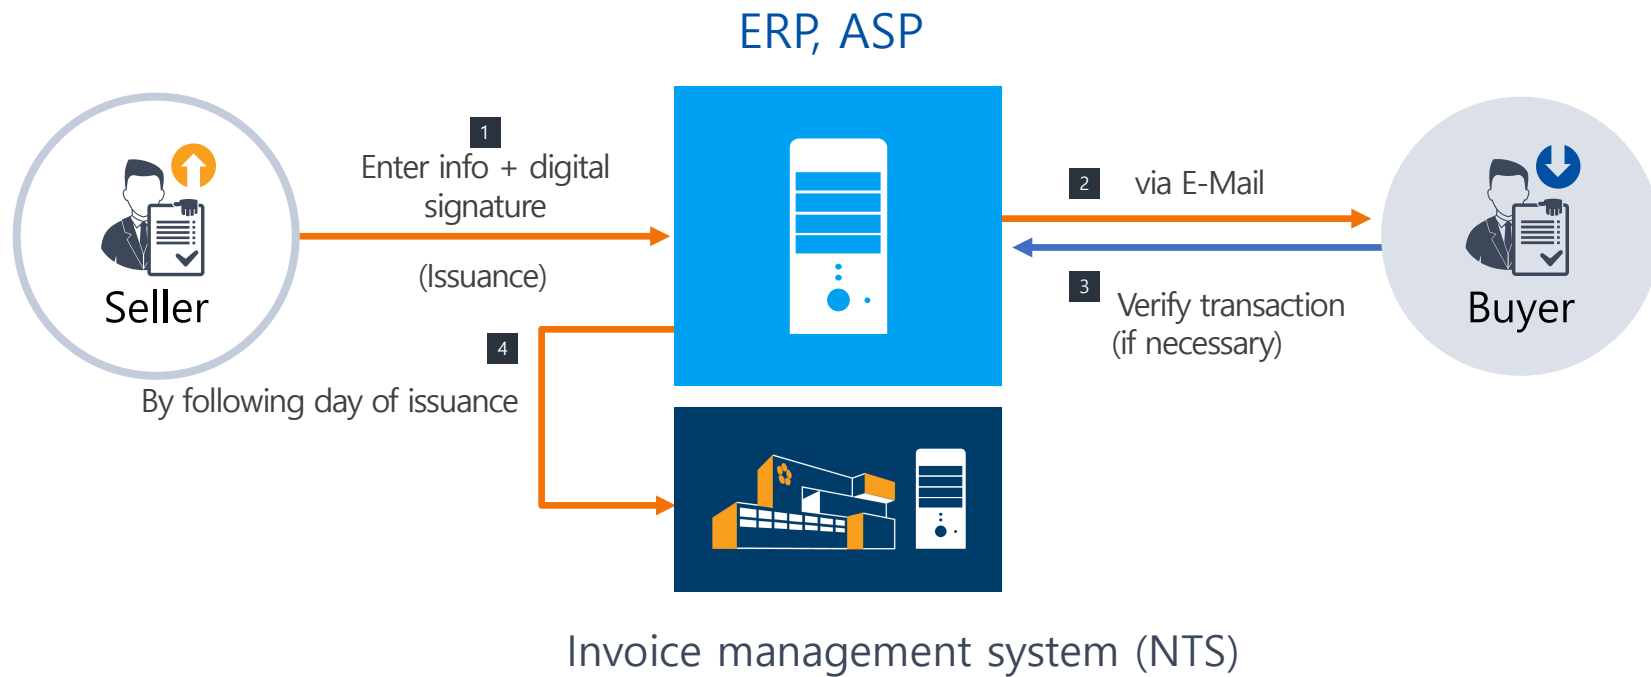 ERP, ASP
1
Enter info + digital
signature
(Issuance)
Seller
2
via E-Mail
3
Verify transaction
(if necessary)
Buyer
4
By following day of issuance
Invoice management system (NTS)